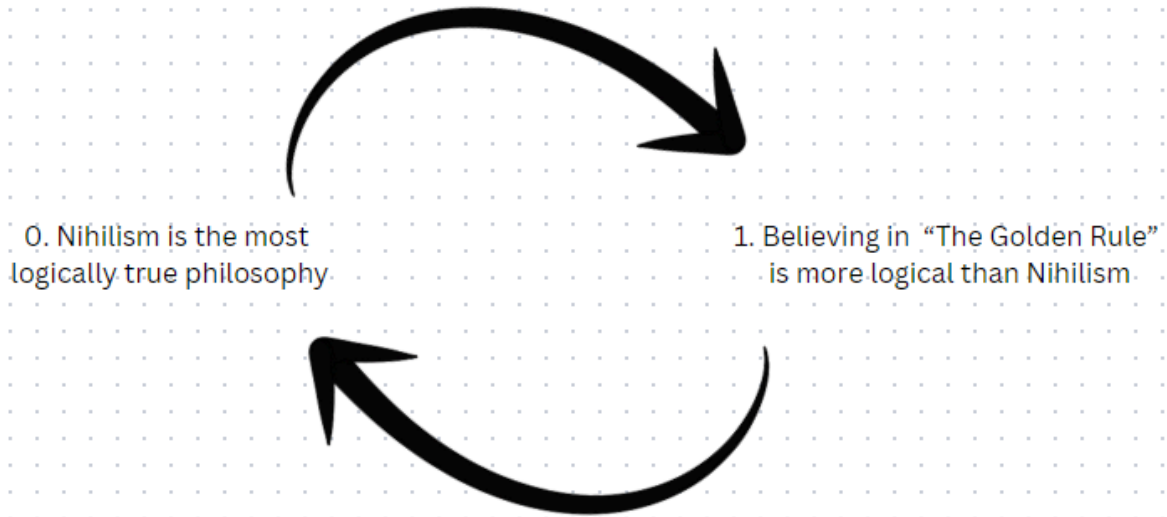 0. Nihilism is the most
logically true philosophy
1. Believing in “The Golden Rule”
is more logical than Nihilism